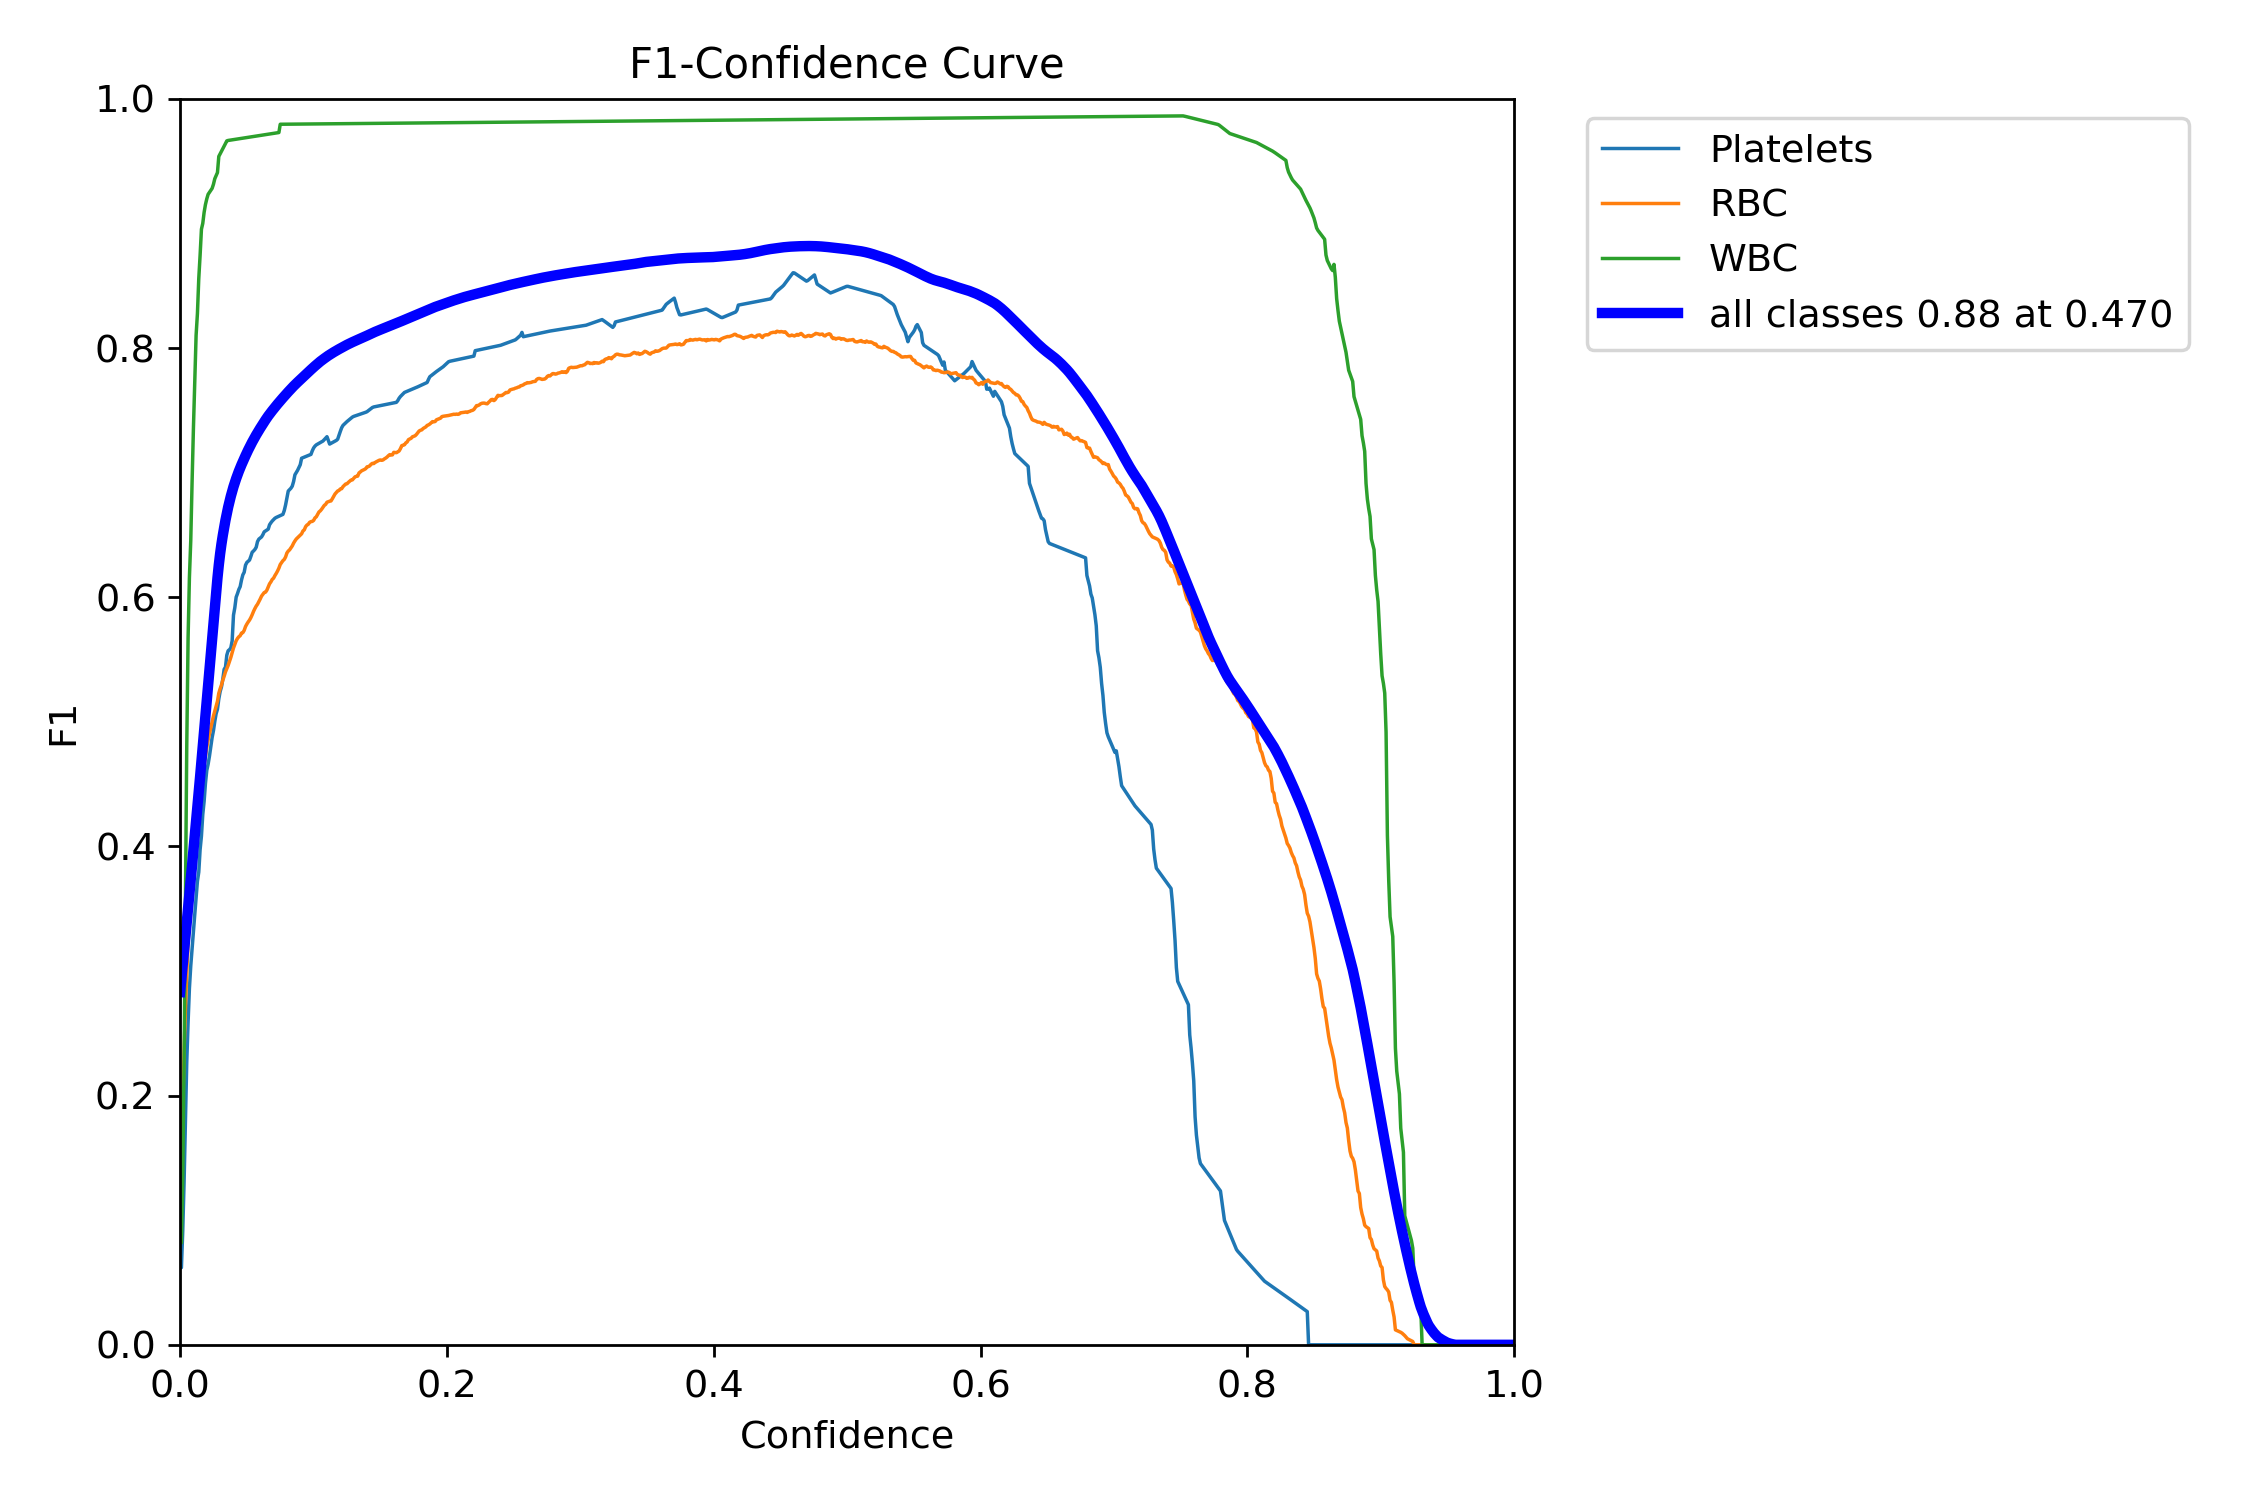 F1-Confidence Curve
1.0
0.8
0.6
0.4
0.2
0.0
F1
0.0 0.2 0.4 0.6 0.8 1.0
Confidence
Platelets
RBC
WBC
all classes 0.88 at 0.470